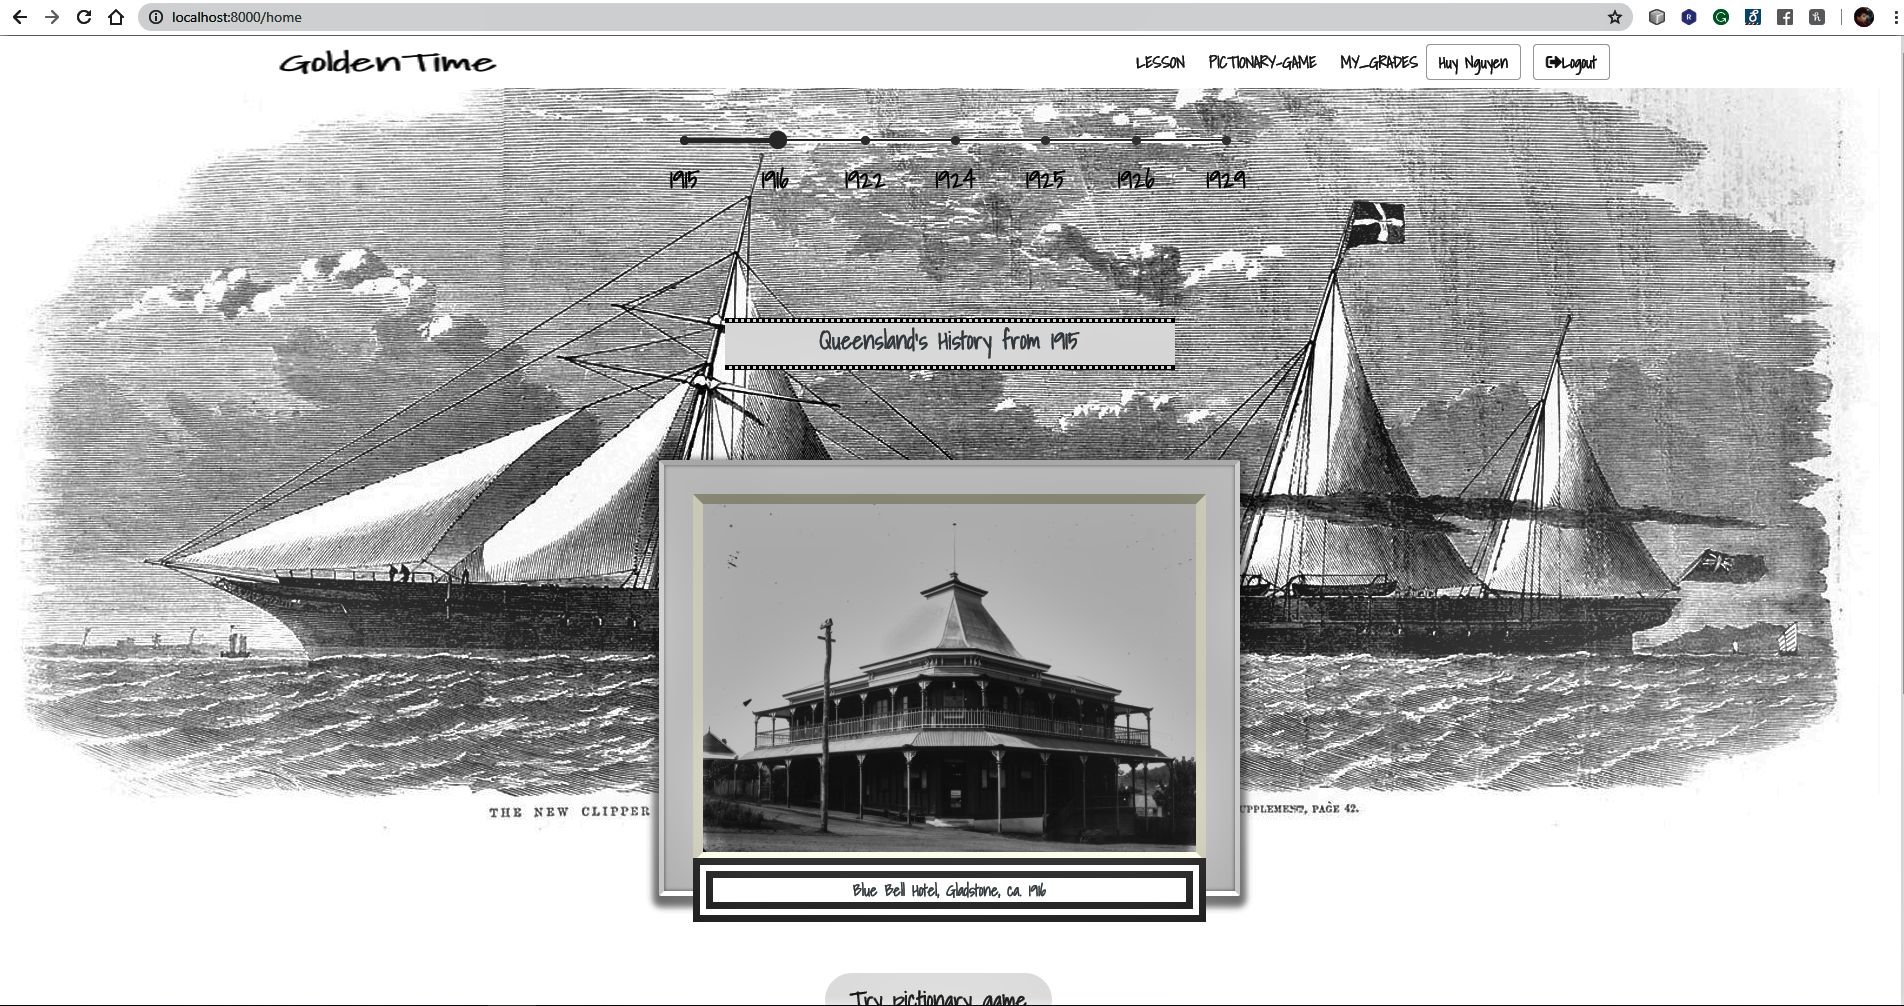 localhost:8000/home
GoldenTime
LESSON PICTIONARY-GAME MY_GRADES Huy Nguyen Logout
1915 1916 1922 1924 1925 1926 1929
Queensland's History from 1915
THE NEW CLIPPER
UPPLEMENT, PAGE 42.
Blue Bell Hotel, Gladstone, ca. 1916
Try pictionary game